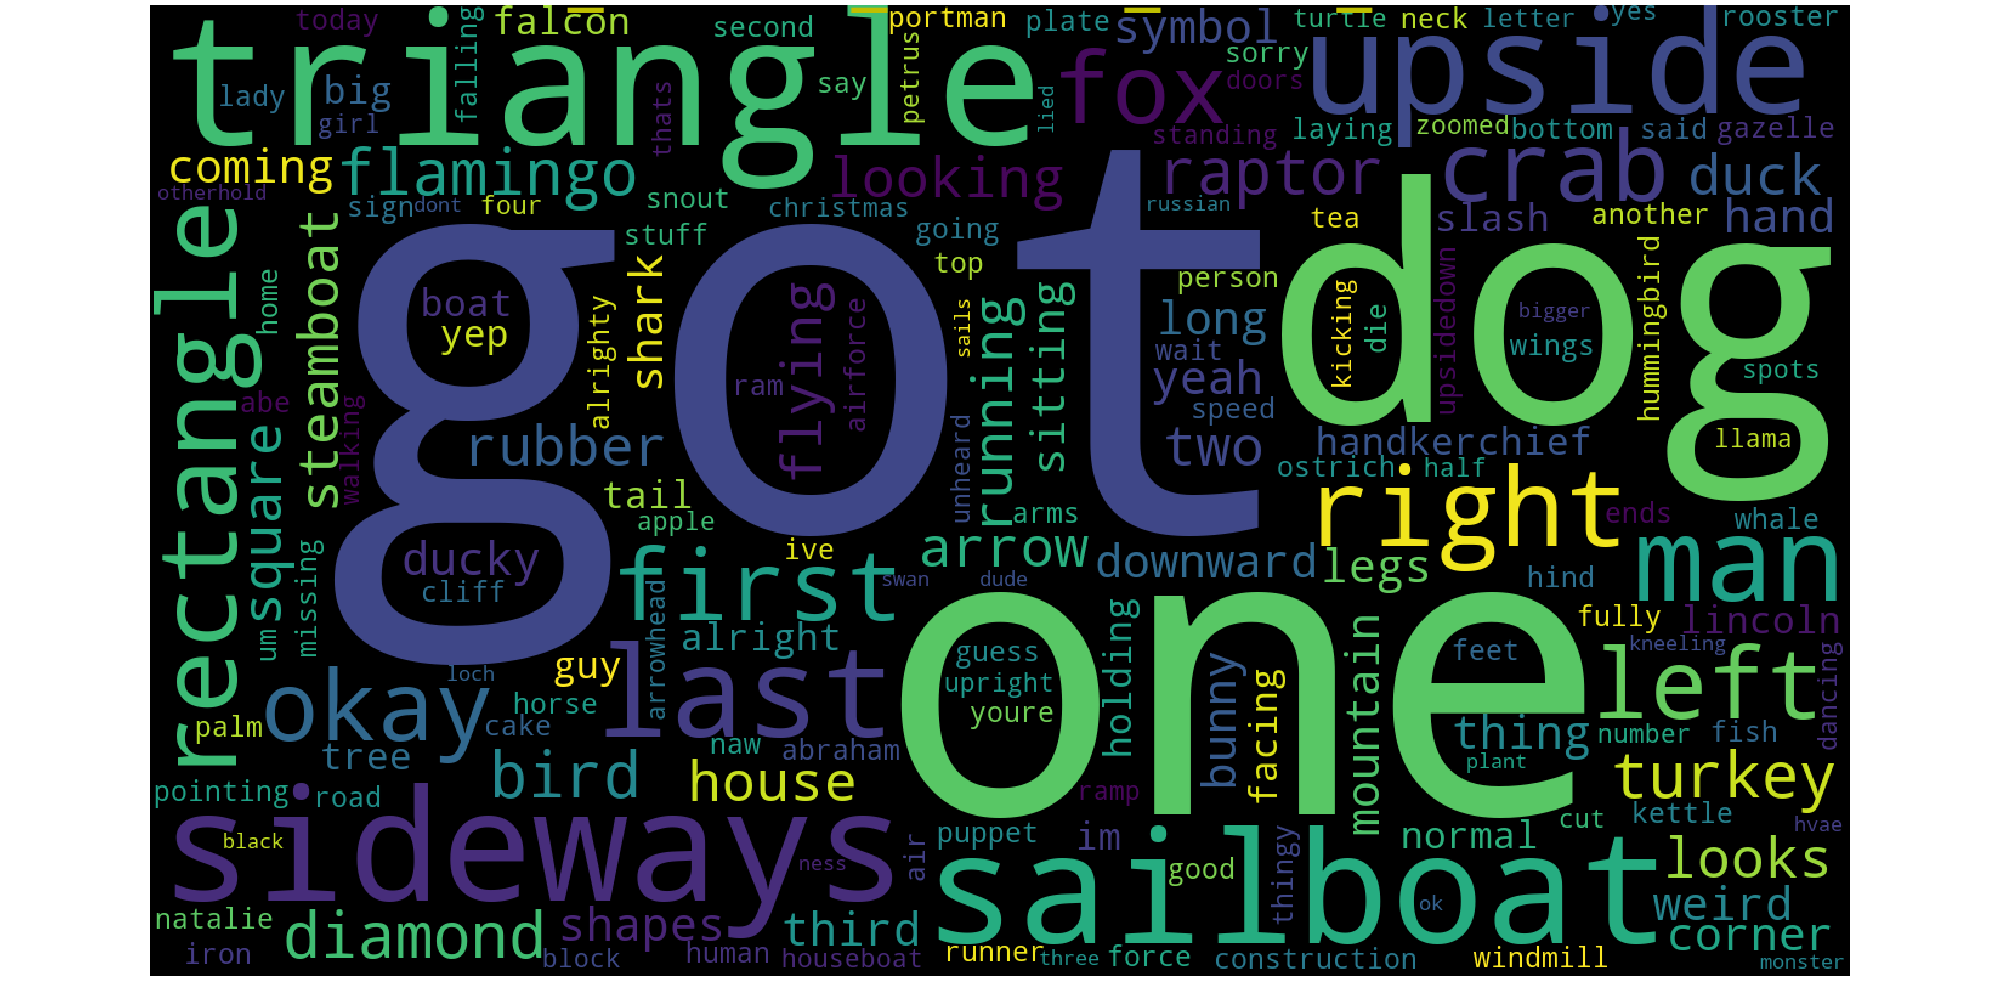 today
falling
falcon
second
portman
plate
symbol
turtle
neck
letter
yes
rooster
triangle
upside
lady
big
girl
thats
say
petrus
lied
fox
sorry
doors
standing
laying
zoomed
bottom
said
gazelle
coming
flamingo
looking
raptor
crab
duck
otherhold
sign
dont
four
snout
christmas
russian
tea
slash
another
hand
rectangle
steamboat
stuff
going
top
got
dog
home
boat
yep
alrighty
shark
flying
ram
airforce
sails
running
sitting
person
long
wait
yeah
speed
kicking
die
upsidedown
bigger
wings
hummingbird
spots
llama
abe
walking
square
rubber
tail
unheard
two
handkerchief
ostrich
half
right
ends
whale
missing
apple
arms
ducky
cliff
ive
first
arrow
downward
legs
hind
man
swan
dude
um
arrowhead
alright
one
holding
mountain
fully
lincoln
kneeling
loch
guy
last
guess
upright
youre
bunny
facing
feet
left
dancing
palm
okay
horse
cake
naw
abraham
thing
number
fish
tree
bird
house
plant
turkey
pointing
road
ramp
kettle
sideways
black
ness
air
puppet
im
sailboat
good
thingy
normal
cut
hvae
looks
ok
natalie
diamond
shapes
third
weird
corner
iron
block
human
houseboat
runner
three
force
construction
windmill
monster